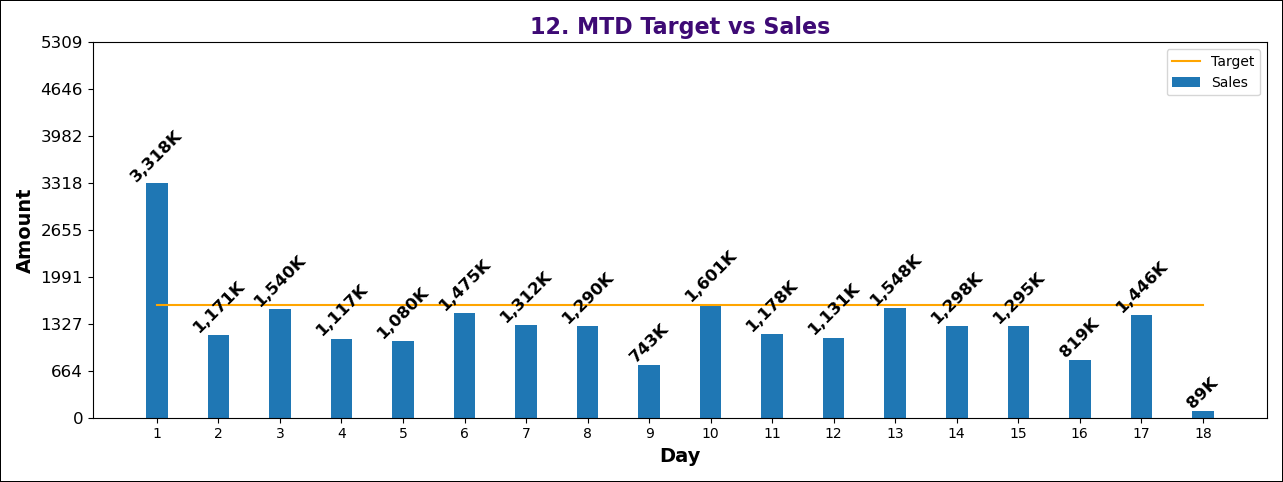 12. MTD Target vs Sales
Amount
5309
4646
3982
3318
2655
1991
1327
664
0
Target
Sales
3,318K
1,171K
1,540K
1,117K
1,080K
1,475K
1,312K
1,290K
743K
1,601K
1,178K
1,131K
1,548K
1,298K
1,295K
819K
1,446K
89K
1 2 3 4 5 6 7 8 9 10 11 12 13 14 15 16 17 18
Day